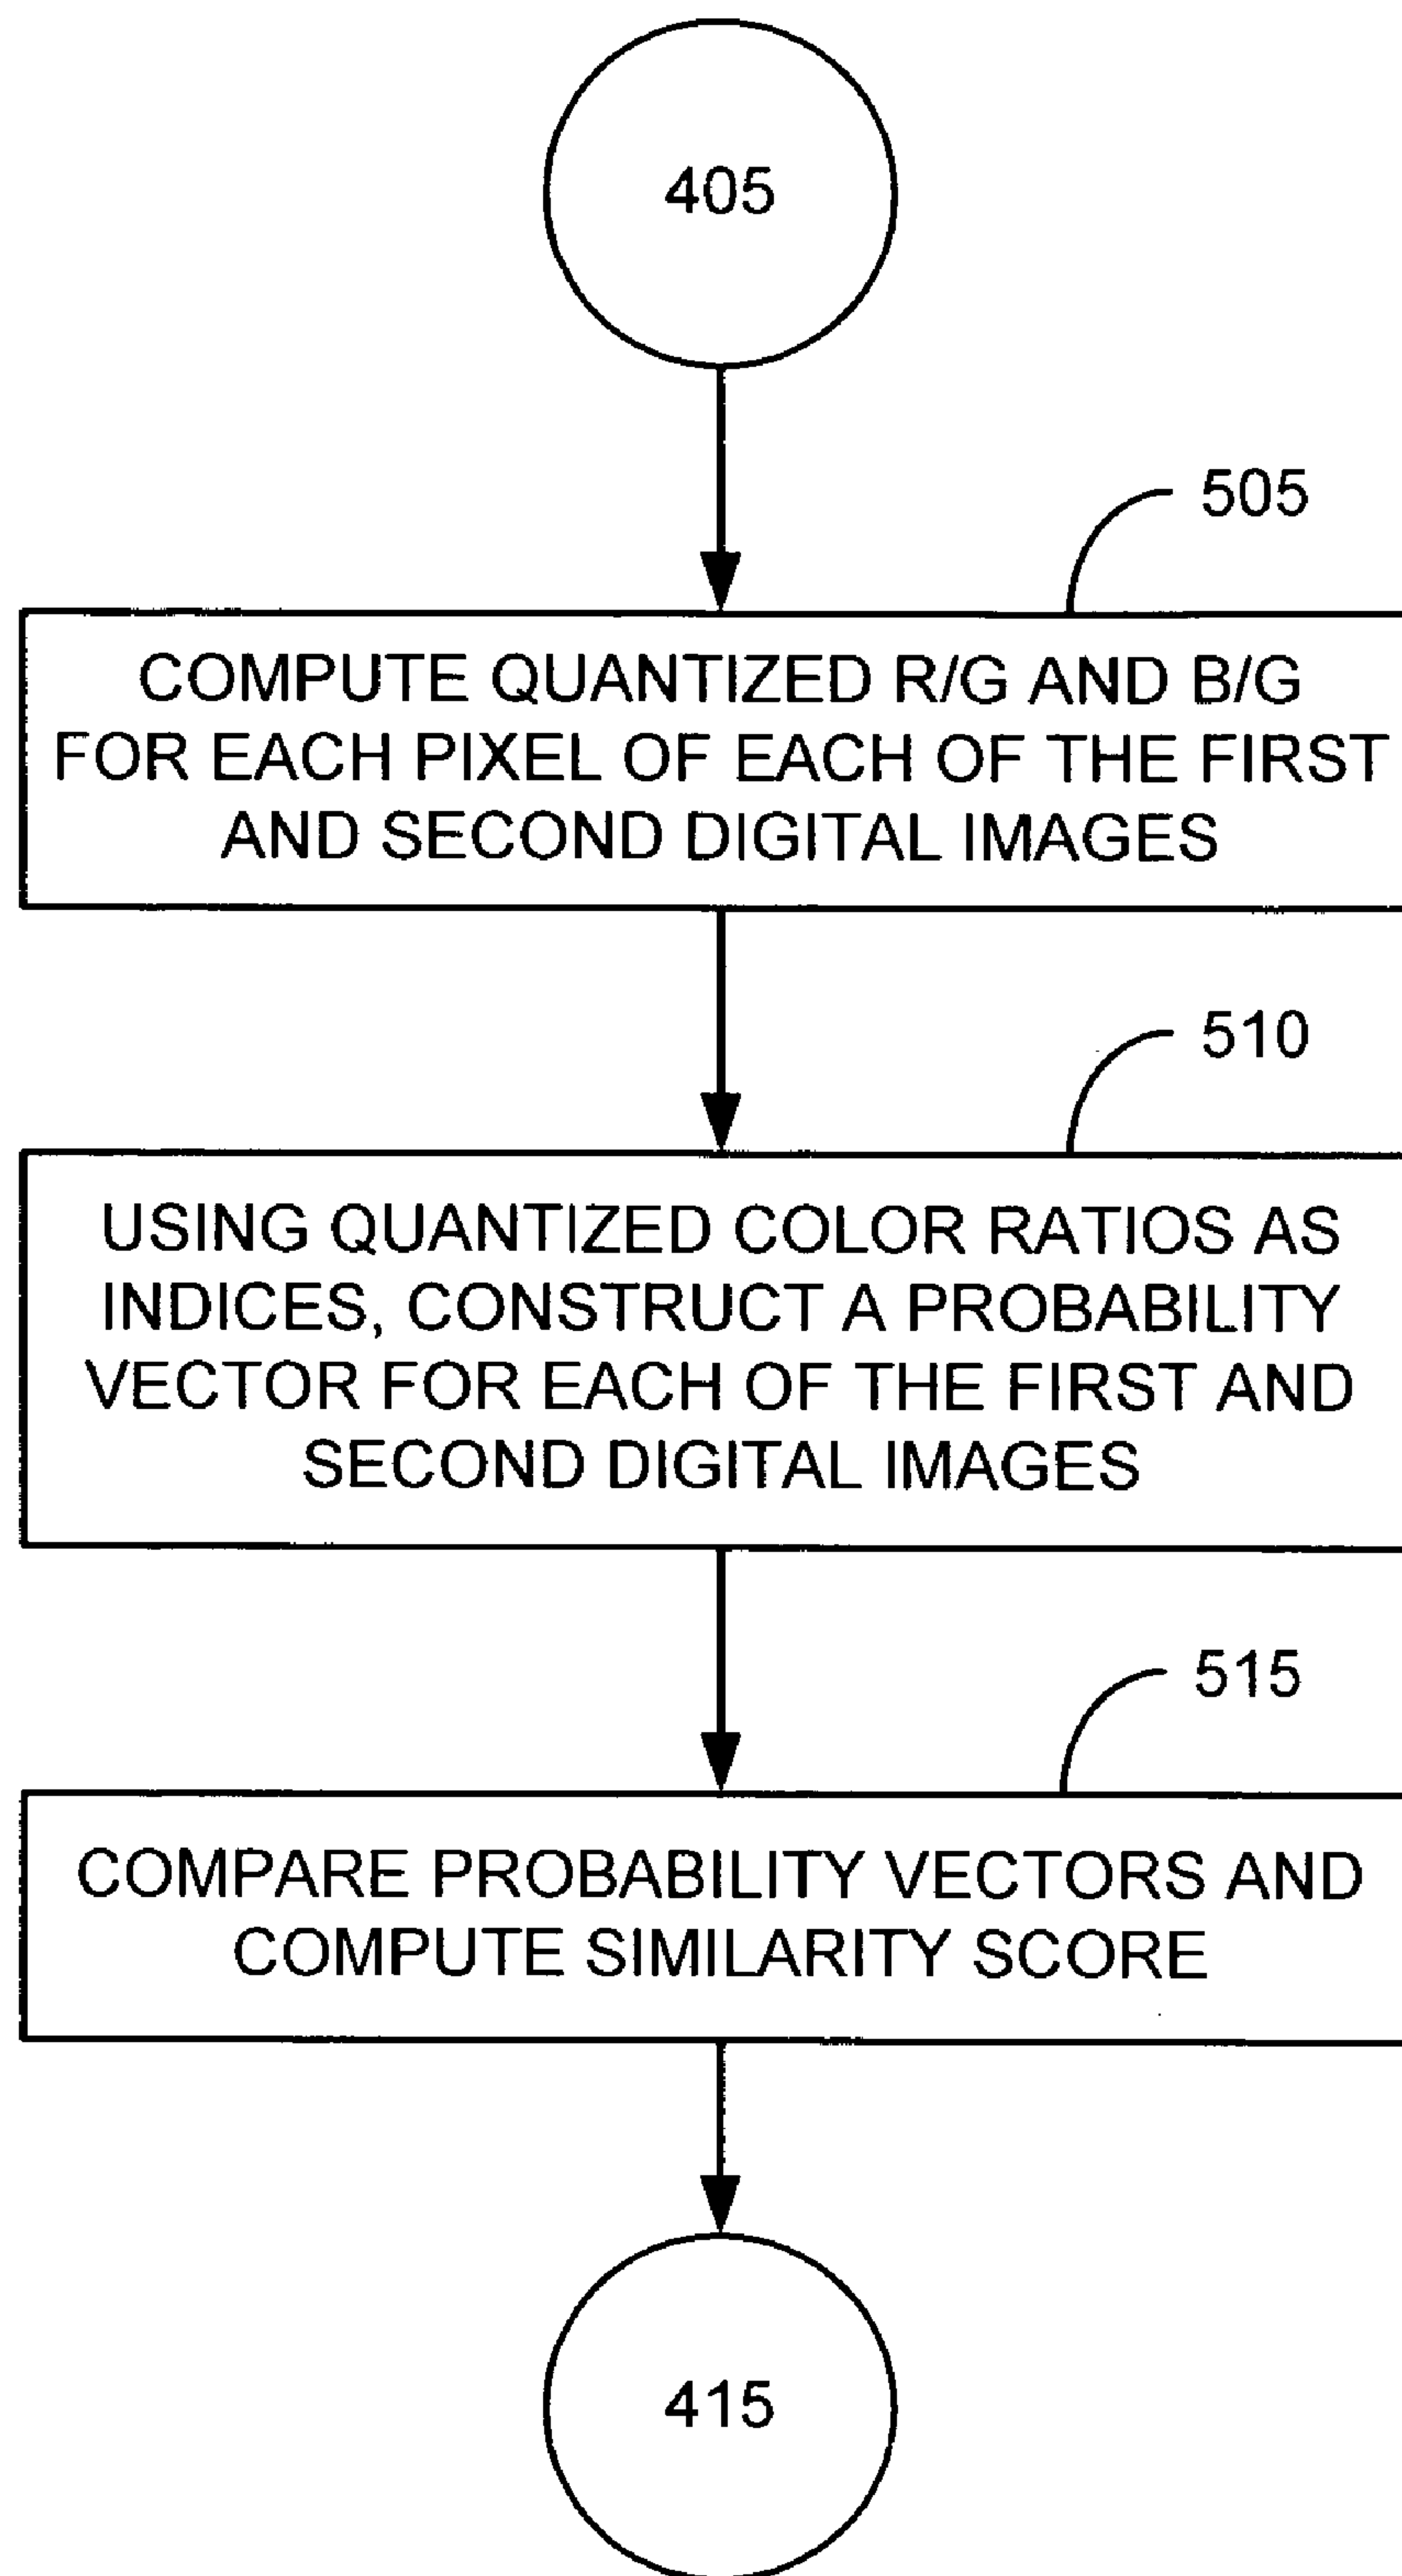 405
505
COMPUTE QUANTIZED R/G AND B/G
FOR EACH PIXEL OF EACH OF THE FIRST
AND SECOND DIGITAL IMAGES
510
USING QUANTIZED COLOR RATIOS AS
INDICES, CONSTRUCT A PROBABILITY
VECTOR FOR EACH OF THE FIRST AND
SECOND DIGITAL IMAGES
515
COMPARE PROBABILITY VECTORS AND
COMPUTE SIMILARITY SCORE
415